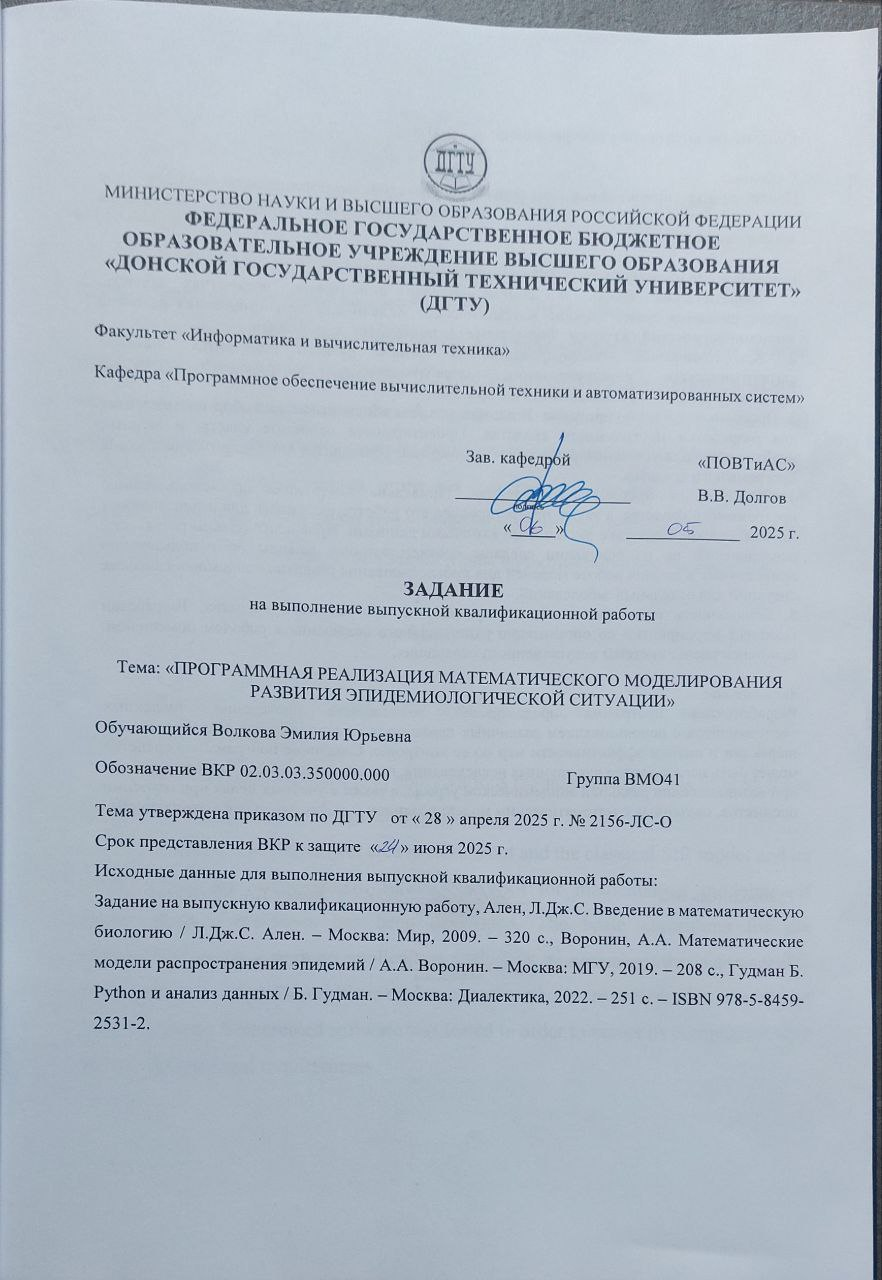 ДГТУ
МИНИСТЕРСТВО НАУКИ И ВЫСШЕГО ОБРАЗОВАНИЯ РОССИЙСКОЙ ФЕДЕРАЦИИ
ФЕДЕРАЛЬНОЕ ГОСУДАРСТВЕННОЕ БЮДЖЕТНОЕ
ОБРАЗОВАТЕЛЬНОЕ УЧРЕЖДЕНИЕ ВЫСШЕГО ОБРАЗОВАНИЯ
«ДОНСКОЙ ГОСУДАРСТВЕННЫЙ ТЕХНИЧЕСКИЙ УНИВЕРСИТЕТ»
(ДГТУ)
Факультет «Информатика и вычислительная техника»
Кафедра «Программное обеспечение вычислительной техники и автоматизированных систем»
Зав. кафедрой «ПОВТиАС»
В.В. Долгов
подпись
«06» 05 2025 г.
ЗАДАНИЕ
на выполнение выпускной квалификационной работы
Тема: «ПРОГРАММНАЯ РЕАЛИЗАЦИЯ МАТЕМАТИЧЕСКОГО МОДЕЛИРОВАНИЯ
РАЗВИТИЯ ЭПИДЕМИОЛОГИЧЕСКОЙ СИТУАЦИИ»
Обучающийся Волкова Эмилия Юрьевна
Обозначение ВКР 02.03.03.350000.000 Группа ВМО41
Тема утверждена приказом по ДГТУ от « 28 » апреля 2025 г. № 2156-ЛС-О
Срок представления ВКР к защите «24» июня 2025 г.
Исходные данные для выполнения выпускной квалификационной работы:
Задание на выпускную квалификационную работу, Ален, Л.Дж.С. Введение в математическую
биологию / Л.Дж.С. Ален. – Москва: Мир, 2009. – 320 с., Воронин, А.А. Математические
модели распространения эпидемий / А.А. Воронин. – Москва: МГУ, 2019. – 208 с., Гудман Б.
Python и анализ данных / Б. Гудман. – Москва: Диалектика, 2022. – 251 с. – ISBN 978-5-8459-
2531-2.